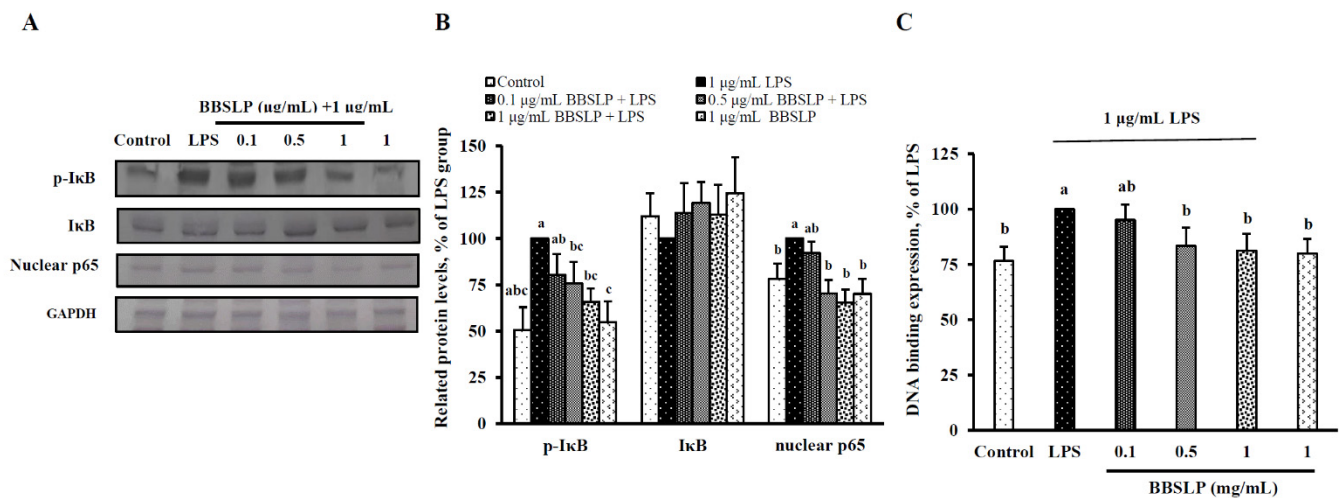 A
BBSLP (µg/mL) +1 µg/mL
Control LPS 0.1 0.5 1 1
p-IκB
IκB
Nuclear p65
GAPDH
B
Control 1 µg/mL LPS
0.1 µg/mL BBSLP + LPS 0.5 µg/mL BBSLP + LPS
1 µg/mL BBSLP + LPS 1 µg/mL BBSLP
Related protein levels, % of LPS group
150
125
100
75
50
25
0
abc a ab bc bc c
b a ab b b b
p-IκB IκB nuclear p65
C
1 µg/mL LPS
DNA binding expression, % of LPS
125
100
75
50
25
0
b a ab b b b
Control LPS 0.1 0.5 1 1
BBSLP (mg/mL)